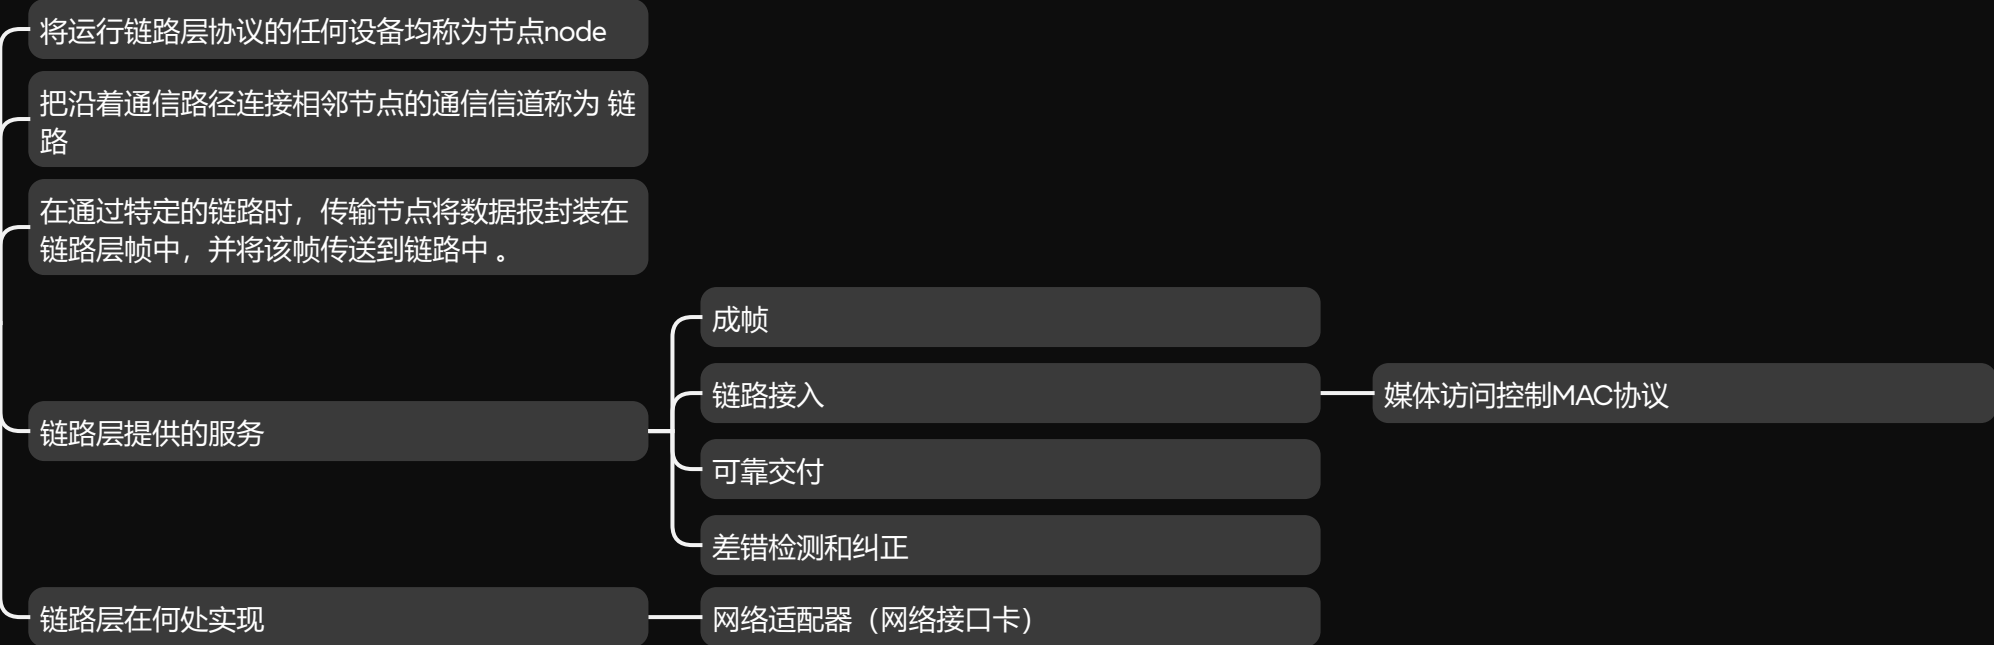 将运行链路层协议的任何设备均称为节点node
把沿着通信路径连接相邻节点的通信信道称为 链
路
在通过特定的链路时，传输节点将数据报封装在
链路层帧中，并将该帧传送到链路中 。
成帧
链路接入
媒体访问控制MAC协议
链路层提供的服务
可靠交付
差错检测和纠正
链路层在何处实现
网络适配器（网络接口卡）